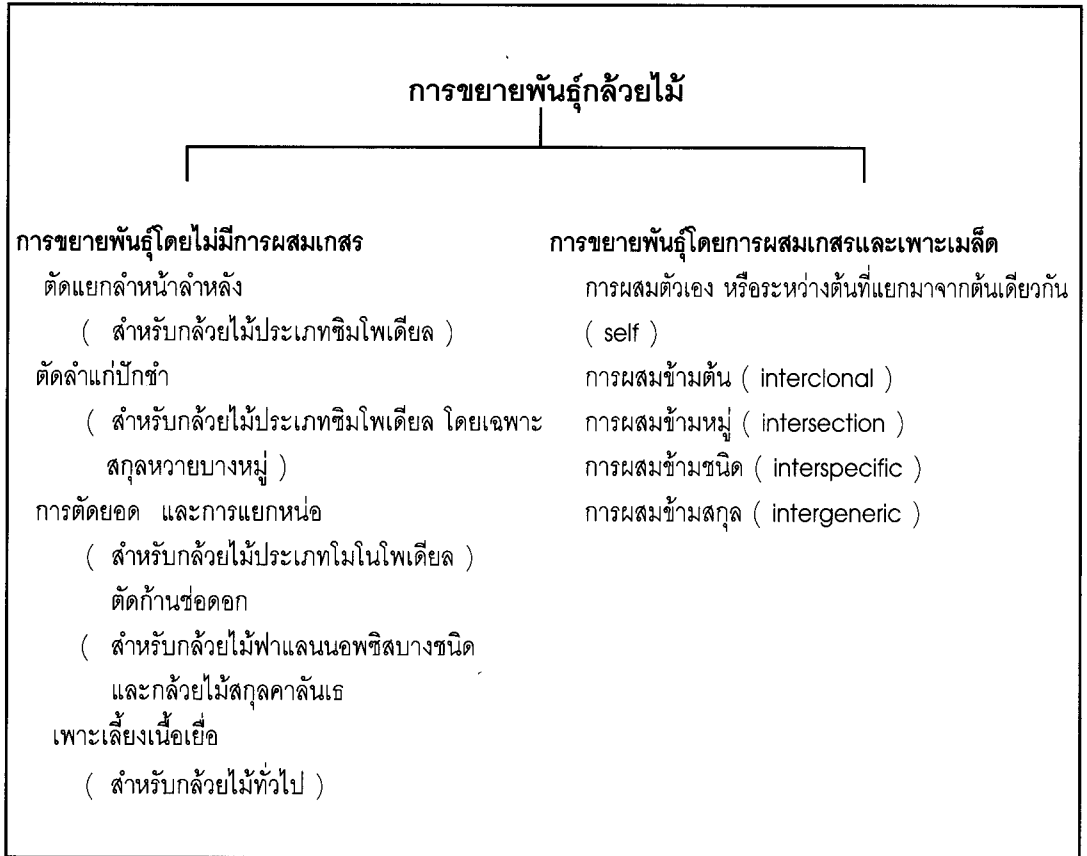 การขยายพันธุ์กล้วยไม้
การขยายพันธุ์โดยไม่มีการผสมเกสร
ตัดแยกลำหน้าลำหลัง
( สำหรับกล้วยไม้ประเภทซิมโพเดียล )
ตัดลำแก่ปักชำ
( สำหรับกล้วยไม้ประเภทซิมโพเดียล โดยเฉพาะ
สกุลหวายบางหมู่ )
การตัดยอด และการแยกหน่อ
( สำหรับกล้วยไม้ประเภทโมโนโพเดียล )
ตัดก้านช่อดอก
( สำหรับกล้วยไม้ฟาแลนนอพซิสบางชนิด
และกล้วยไม้สกุลคาลันเธ
เพาะเลี้ยงเนื้อเยื่อ
( สำหรับกล้วยไม้ทั่วไป )
การขยายพันธุ์โดยการผสมเกสรและเพาะเมล็ด
การผสมตัวเอง หรือระหว่างต้นที่แยกมาจากต้นเดียวกัน
( self )
การผสมข้ามต้น ( interclonal )
การผสมข้ามหมู่ ( intersection )
การผสมข้ามชนิด ( interspecific )
การผสมข้ามสกุล ( intergeneric )